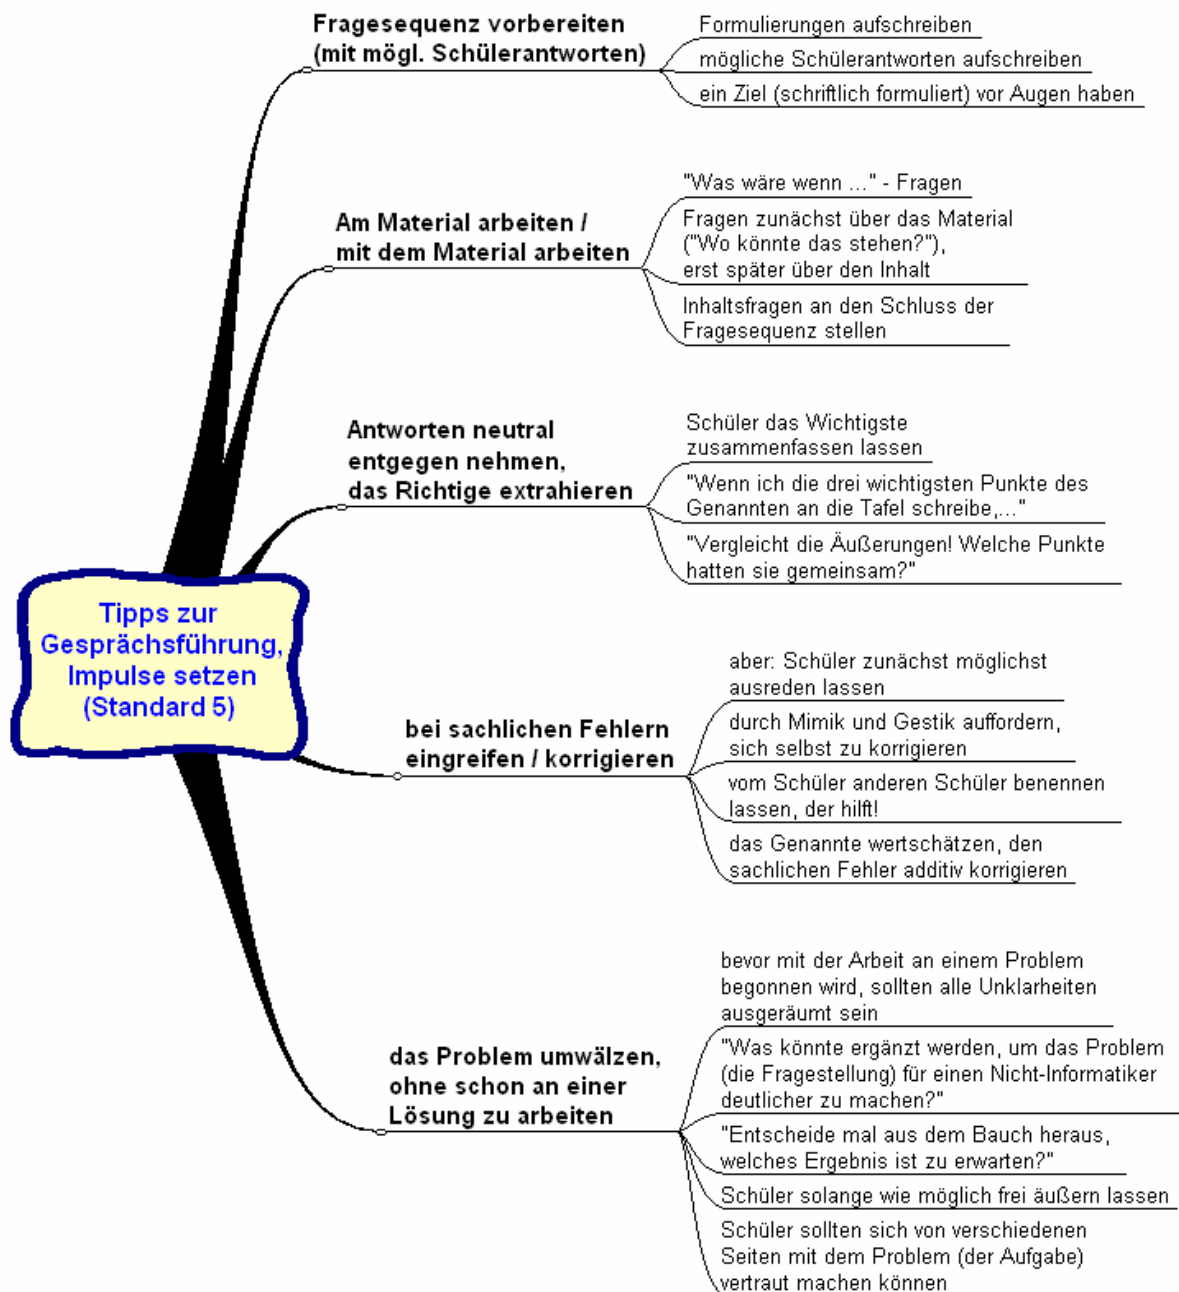 Fragesequenz vorbereiten
(mit mögl. Schülerantworten)
Formulierungen aufschreiben
mögliche Schülerantworten aufschreiben
ein Ziel (schriftlich formuliert) vor Augen haben
Am Material arbeiten /
mit dem Material arbeiten
"Was wäre wenn ..." - Fragen
Fragen zunächst über das Material
("Wo könnte das stehen?"),
erst später über den Inhalt
Inhaltsfragen an den Schluss der
Fragesequenz stellen
Antworten neutral
entgegen nehmen,
das Richtige extrahieren
Schüler das Wichtigste
zusammenfassen lassen
"Wenn ich die drei wichtigsten Punkte des
Genannten an die Tafel schreibe,..."
"Vergleicht die Äußerungen! Welche Punkte
hatten sie gemeinsam?"
Tipps zur
Gesprächsführung,
Impulse setzen
(Standard 5)
bei sachlichen Fehlern
eingreifen / korrigieren
aber: Schüler zunächst möglichst
ausreden lassen
durch Mimik und Gestik auffordern,
sich selbst zu korrigieren
vom Schüler anderen Schüler benennen
lassen, der hilft!
das Genannte wertschätzen, den
sachlichen Fehler additiv korrigieren
das Problem umwälzen,
ohne schon an einer
Lösung zu arbeiten
bevor mit der Arbeit an einem Problem
begonnen wird, sollten alle Unklarheiten
ausgeräumt sein
"Was könnte ergänzt werden, um das Problem
(die Fragestellung) für einen Nicht-Informatiker
deutlicher zu machen?"
"Entscheide mal aus dem Bauch heraus,
welches Ergebnis ist zu erwarten?"
Schüler solange wie möglich frei äußern lassen
Schüler sollten sich von verschiedenen
Seiten mit dem Problem (der Aufgabe)
vertraut machen können